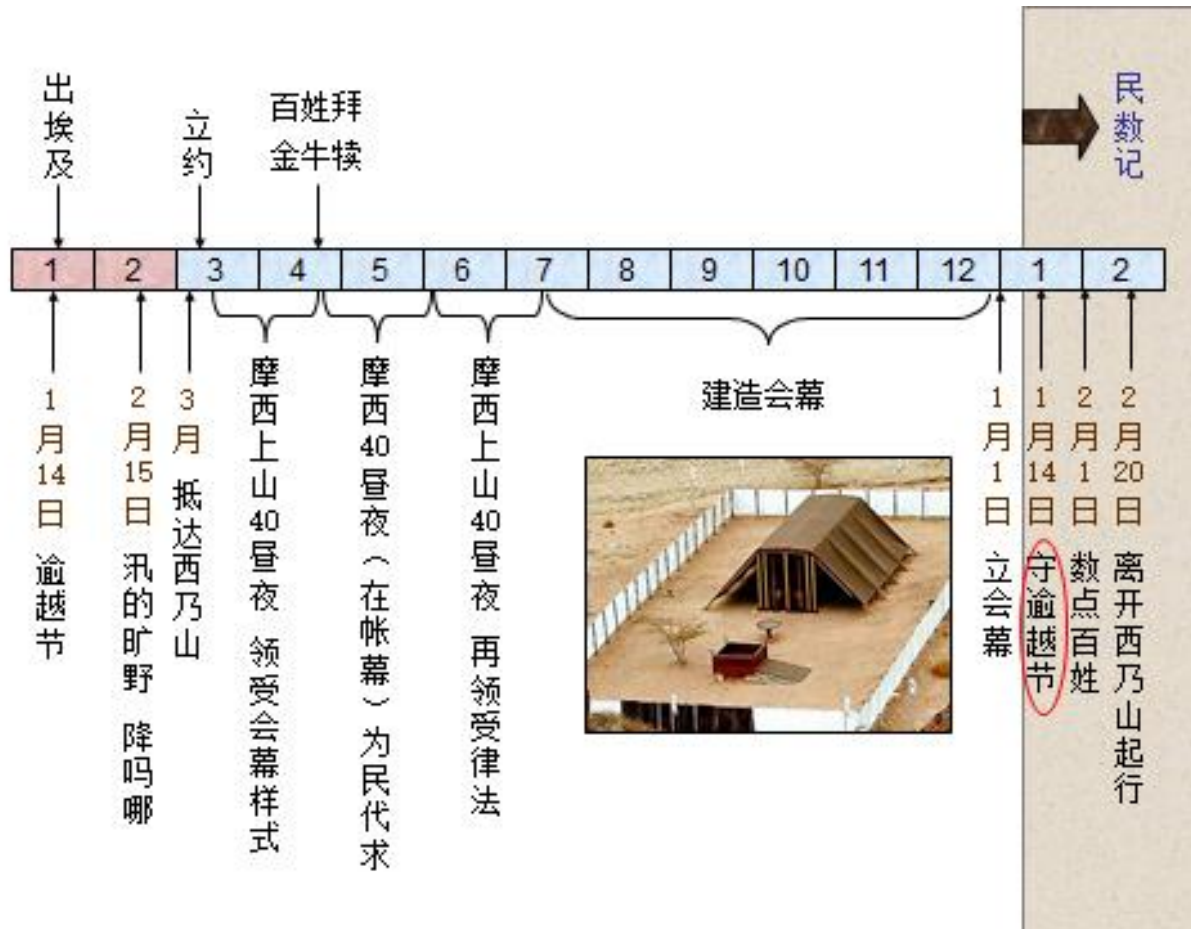 出埃及
立约
百姓拜
金牛犊
民数记
1 2 3 4 5 6 7 8 9 10 11 12 1 2
1月14日 逾越节
2月15日 汛的旷野 降吗哪
3月 抵达西乃山
摩西上山40昼夜 领受会幕样式
摩西40昼夜(在帐幕)为民代求
摩西上山40昼夜 再领受律法
建造会幕
1月1日 立会幕
1月14日 守逾越节
2月1日 数点百姓
2月20日 离开西乃山起行